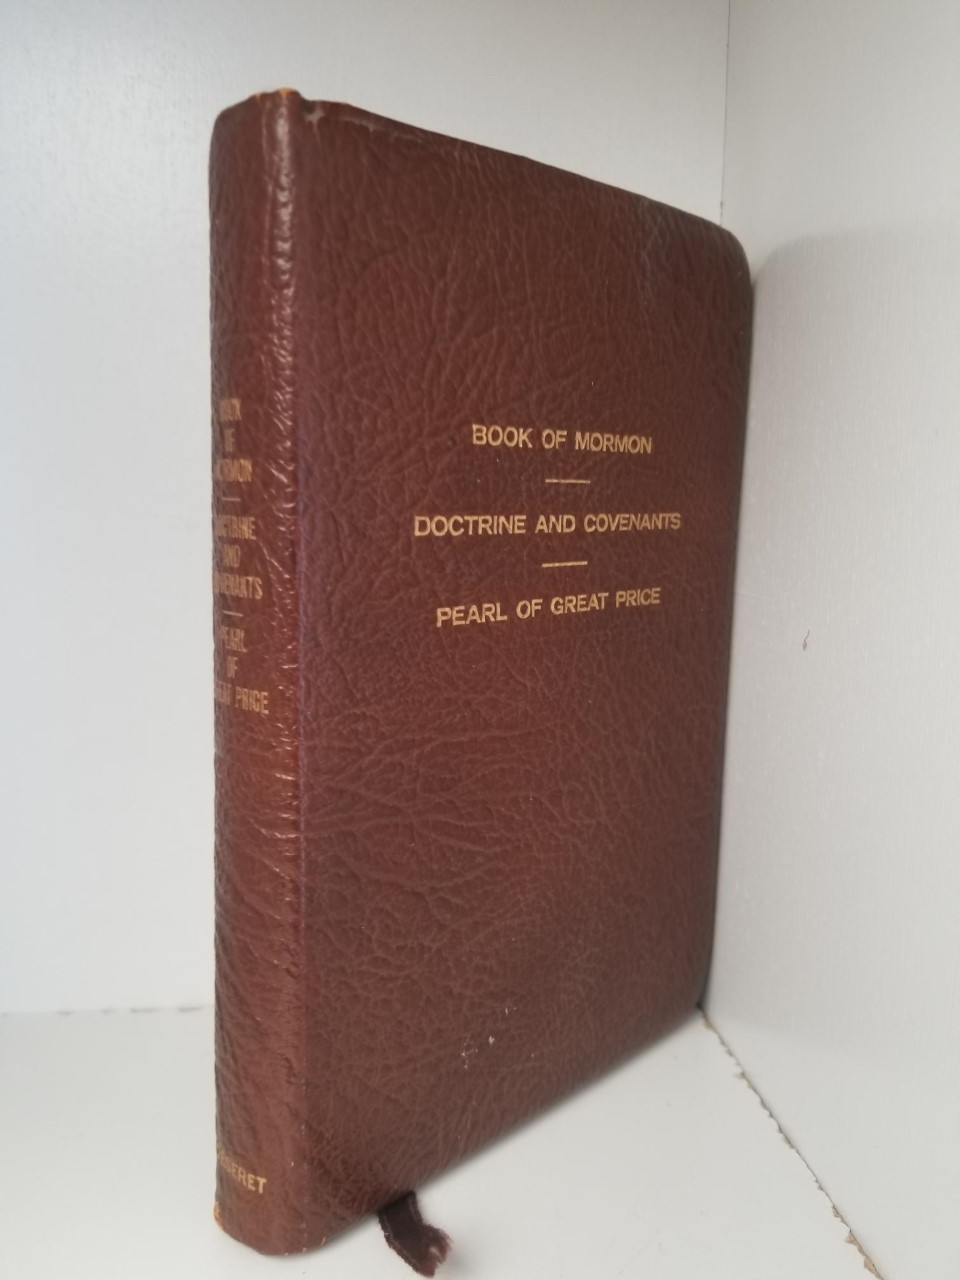 BOOK OF MORMON
DOCTRINE AND COVENANTS
PEARL OF GREAT PRICE
BOOK
OF
MORMON
DOCTRINE
AND
COVENANTS
PEARL
OF
GREAT PRICE
DESERET